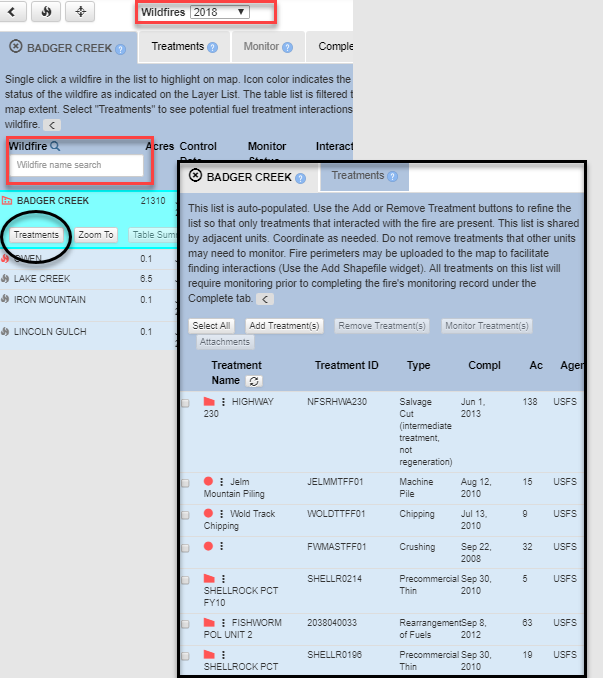 Wildfires 2018
BADGER CREEK
Treatments
Monitor
Comple
Single click a wildfire in the list to highlight on map. Icon color indicates the
status of the wildfire as indicated on the Layer List. The table list is filtered t
map extent. Select "Treatments" to see potential fuel treatment interactions
wildfire.
Wildfire Acres Control Monitor Interact
Wildfire name search
BADGER CREEK 21310
Treatments Zoom To Table Sum
OWEN 0.1
LAKE CREEK 6.5
IRON MOUNTAIN 0.1
LINCOLN GULCH 0.1
BADGER CREEK
Treatments
This list is auto-populated. Use the Add or Remove Treatment buttons to refine the
list so that only treatments that interacted with the fire are present. This list is shared
by adjacent units. Coordinate as needed. Do not remove treatments that other units
may need to monitor. Fire perimeters may be uploaded to the map to facilitate
finding interactions (Use the Add Shapefile widget). All treatments on this list will
require monitoring prior to completing the fire's monitoring record under the
Complete tab.
Select All Add Treatment(s) Remove Treatment(s) Monitor Treatment(s)
Attachments
Treatment Treatment ID Type Compl Ac Agen
Name
HIGHWAY NFSRHWA230 Salvage Jun 1, 138 USFS
230 Cut 2013
(intermediate
treatment,
not
regeneration)
Jelm JELMMTFF01 Machine Aug 12, 15 USFS
Mountain Piling Pile 2010
Wold Track WOLDTTFF01 Chipping Jul 13, 9 USFS
Chipping 2010
FWMASTFF01 Crushing Sep 22, 32 USFS
2008
SHELLR0214 Precommercial Sep 30, 5 USFS
SHELLROCK PCT Thin 2010
FY10
FISHWORM 2038040033 Rearrangement Sep 8, 63 USFS
POL UNIT 2 of Fuels 2012
SHELLR0196 Precommercial Sep 30, 19 USFS
SHELLROCK PCT Thin 2010